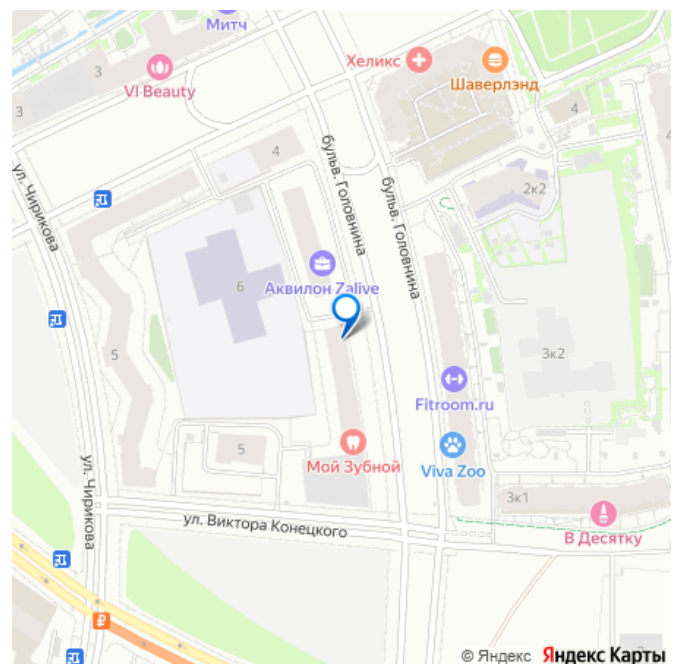 Митч
3
VI Beauty
3
Хеликс
Шаверлэнд
4
4
4
ул. Чирикова
бульв. Головнина
бульв. Головнина
2к2
Аквилон Zalive
6
5
3к2
Fitroom.ru
5
Мой Зубной
Viva Zoo
ул. Чирикова
3к1
ул. Виктора Конецкого
В Десятку
© Яндекс Яндекс Карты